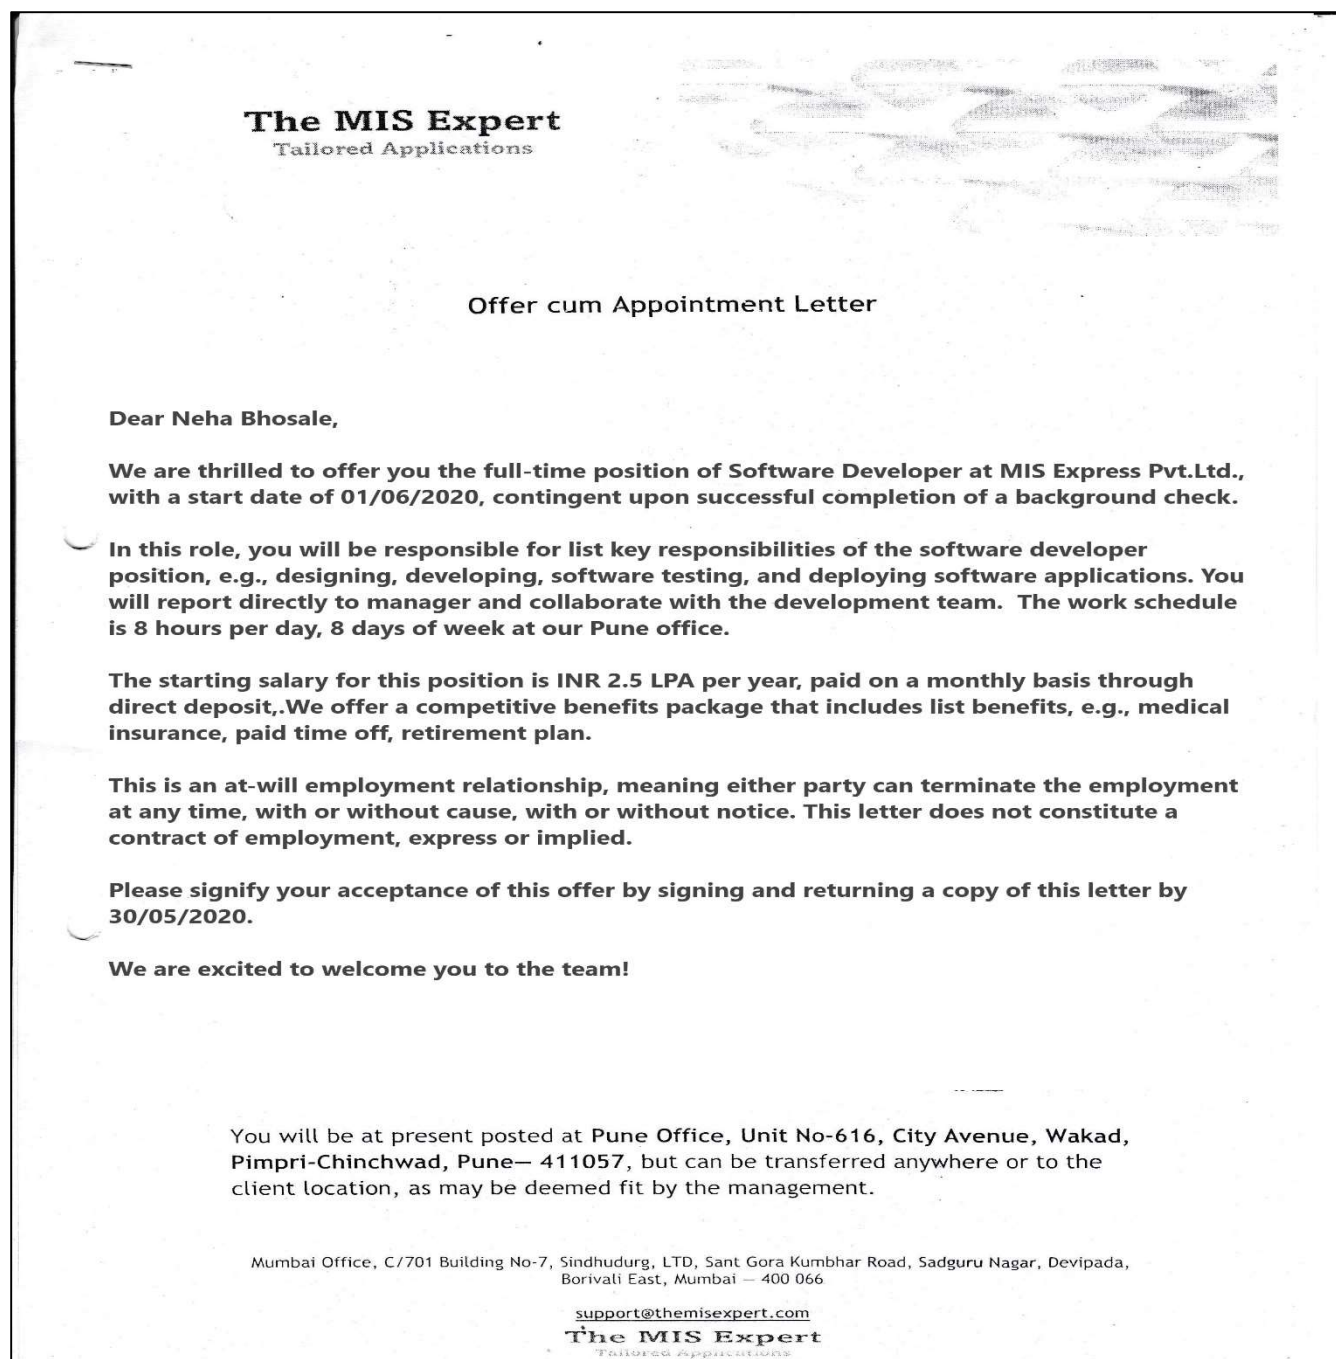 The MIS Expert
Tailored Applications
Offer cum Appointment Letter
Dear Neha Bhosale,
We are thrilled to offer you the full-time position of Software Developer at MIS Express Pvt.Ltd.,
with a start date of 01/06/2020, contingent upon successful completion of a background check.
In this role, you will be responsible for list key responsibilities of the software developer
position, e.g., designing, developing, software testing, and deploying software applications. You
will report directly to manager and collaborate with the development team.  The work schedule
is 8 hours per day, 8 days of week at our Pune office.
The starting salary for this position is INR 2.5 LPA per year, paid on a monthly basis through
direct deposit,.We offer a competitive benefits package that includes list benefits, e.g., medical
insurance, paid time off, retirement plan.
This is an at-will employment relationship, meaning either party can terminate the employment
at any time, with or without cause, with or without notice. This letter does not constitute a
contract of employment, express or implied.
Please signify your acceptance of this offer by signing and returning a copy of this letter by
30/05/2020.
We are excited to welcome you to the team!
You will be at present posted at Pune Office, Unit No-616, City Avenue, Wakad,
Pimpri-Chinchwad, Pune— 411057, but can be transferred anywhere or to the
client location, as may be deemed fit by the management.
Mumbai Office, C/701 Building No-7, Sindhudurg, LTD, Sant Gora Kumbhar Road, Sadguru Nagar, Devipada,
Borivali East, Mumbai — 400 066
support@themisexpert.com
The MIS Expert
Tailored Applications